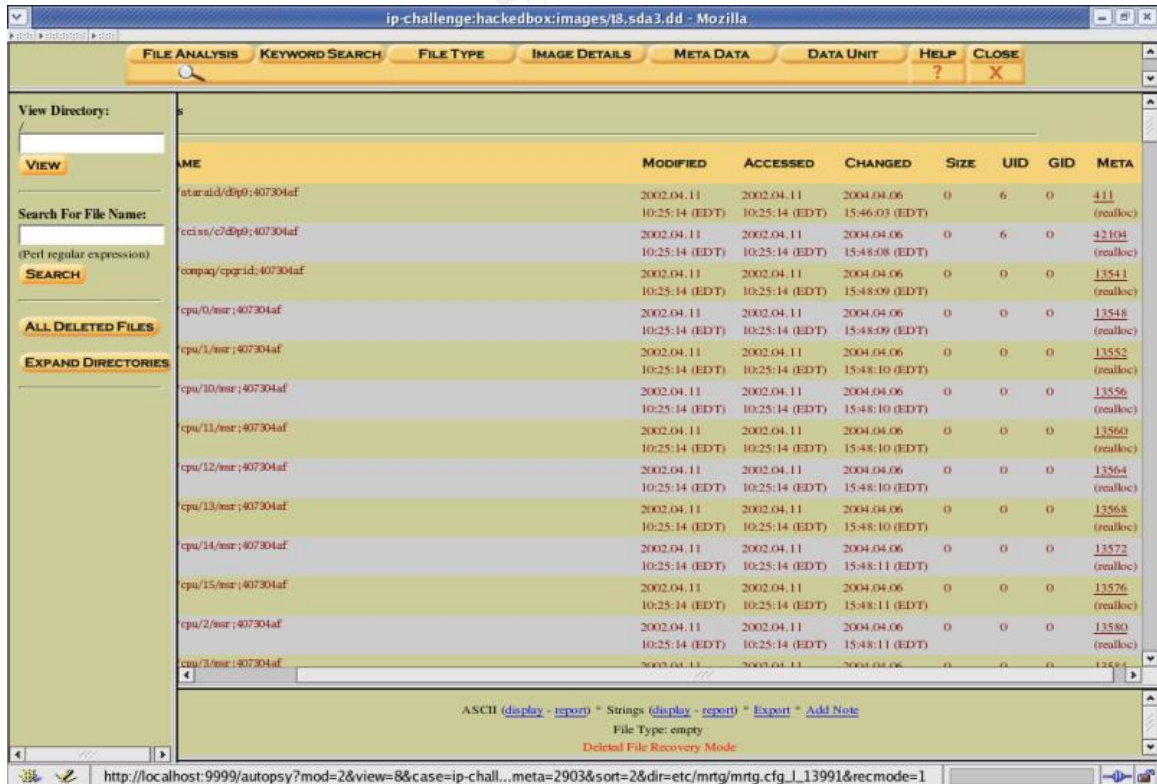 ip-challenge:hackedbox:images/t8.sda3.dd - Mozilla
FILE ANALYSIS KEYWORD SEARCH FILE TYPE IMAGE DETAILS META DATA DATA UNIT HELP CLOSE
? X
View Directory:
/
VIEW
Search For File Name:
(Perl regular expression)
SEARCH
ALL DELETED FILES
EXPAND DIRECTORIES
s
AME MODIFIED ACCESSED CHANGED SIZE UID GID META
/ataraid/d9p9;407304af 2002.04.11 2002.04.11 2004.04.06 0 6 0 411
10:25:14 (EDT) 10:25:14 (EDT) 15:46:03 (EDT) (realloc)
/cciss/c7d9p9;407304af 2002.04.11 2002.04.11 2004.04.06 0 6 0 42104
10:25:14 (EDT) 10:25:14 (EDT) 15:48:08 (EDT) (realloc)
/compaq/cpqrid;407304af 2002.04.11 2002.04.11 2004.04.06 0 0 0 13541
10:25:14 (EDT) 10:25:14 (EDT) 15:48:09 (EDT) (realloc)
/cpu/0/msr;407304af 2002.04.11 2002.04.11 2004.04.06 0 0 0 13548
10:25:14 (EDT) 10:25:14 (EDT) 15:48:09 (EDT) (realloc)
/cpu/1/msr;407304af 2002.04.11 2002.04.11 2004.04.06 0 0 0 13552
10:25:14 (EDT) 10:25:14 (EDT) 15:48:10 (EDT) (realloc)
/cpu/10/msr;407304af 2002.04.11 2002.04.11 2004.04.06 0 0 0 13556
10:25:14 (EDT) 10:25:14 (EDT) 15:48:10 (EDT) (realloc)
/cpu/11/msr;407304af 2002.04.11 2002.04.11 2004.04.06 0 0 0 13560
10:25:14 (EDT) 10:25:14 (EDT) 15:48:10 (EDT) (realloc)
/cpu/12/msr;407304af 2002.04.11 2002.04.11 2004.04.06 0 0 0 13564
10:25:14 (EDT) 10:25:14 (EDT) 15:48:10 (EDT) (realloc)
/cpu/13/msr;407304af 2002.04.11 2002.04.11 2004.04.06 0 0 0 13568
10:25:14 (EDT) 10:25:14 (EDT) 15:48:10 (EDT) (realloc)
/cpu/14/msr;407304af 2002.04.11 2002.04.11 2004.04.06 0 0 0 13572
10:25:14 (EDT) 10:25:14 (EDT) 15:48:11 (EDT) (realloc)
/cpu/15/msr;407304af 2002.04.11 2002.04.11 2004.04.06 0 0 0 13576
10:25:14 (EDT) 10:25:14 (EDT) 15:48:11 (EDT) (realloc)
/cpu/2/msr;407304af 2002.04.11 2002.04.11 2004.04.06 0 0 0 13580
10:25:14 (EDT) 10:25:14 (EDT) 15:48:11 (EDT) (realloc)
/cpu/3/msr;407304af 2002.04.11 2002.04.11 2004.04.06 0 0 0 13584
ASCII (display - report) * Strings (display - report) * Export * Add Note
File Type: empty
Deleted File Recovery Mode
http://localhost:9999/autopsy?mod=2&view=8&case=ip-chall...meta=2903&sort=2&dir=etc/mrtg/mrtg.cfg_l_13991&recmode=1